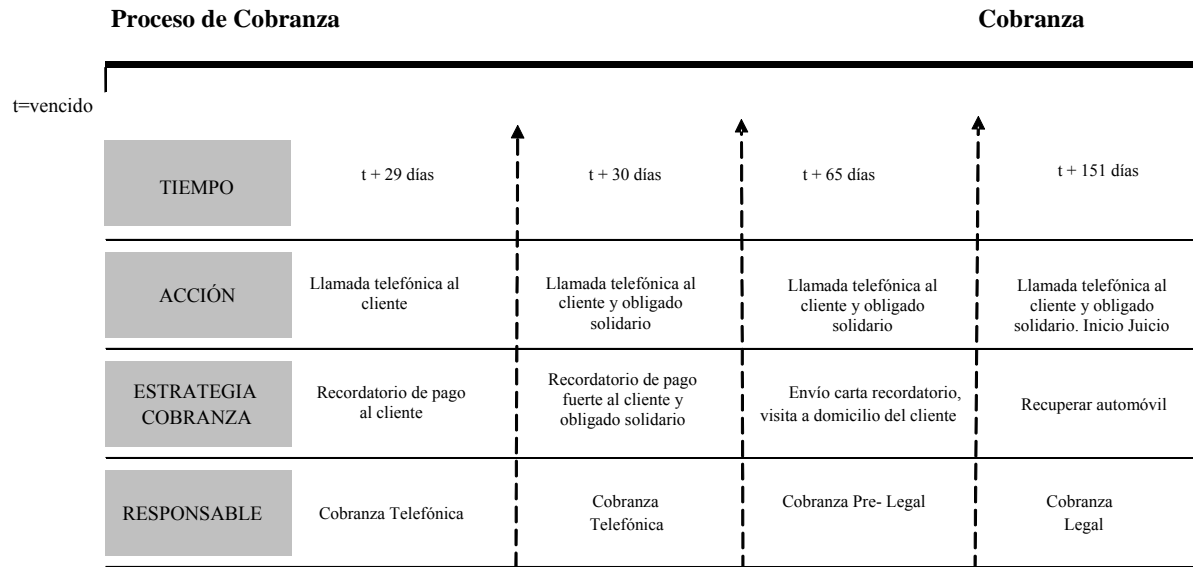 Proceso de Cobranza
Cobranza
t=vencido
TIEMPO
t + 29 días
t + 30 días
t + 65 días
t + 151 días
ACCIÓN
Llamada telefónica al
cliente
Llamada telefónica al
cliente y obligado
solidario
Llamada telefónica al
cliente y obligado
solidario
Llamada telefónica al
cliente y obligado
solidario. Inicio Juicio
ESTRATEGIA
COBRANZA
Recordatorio de pago
al cliente
Recordatorio de pago
fuerte al cliente y
obligado solidario
Envío carta recordatorio,
visita a domicilio del cliente
Recuperar automóvil
RESPONSABLE
Cobranza Telefónica
Cobranza
Telefónica
Cobranza Pre- Legal
Cobranza
Legal